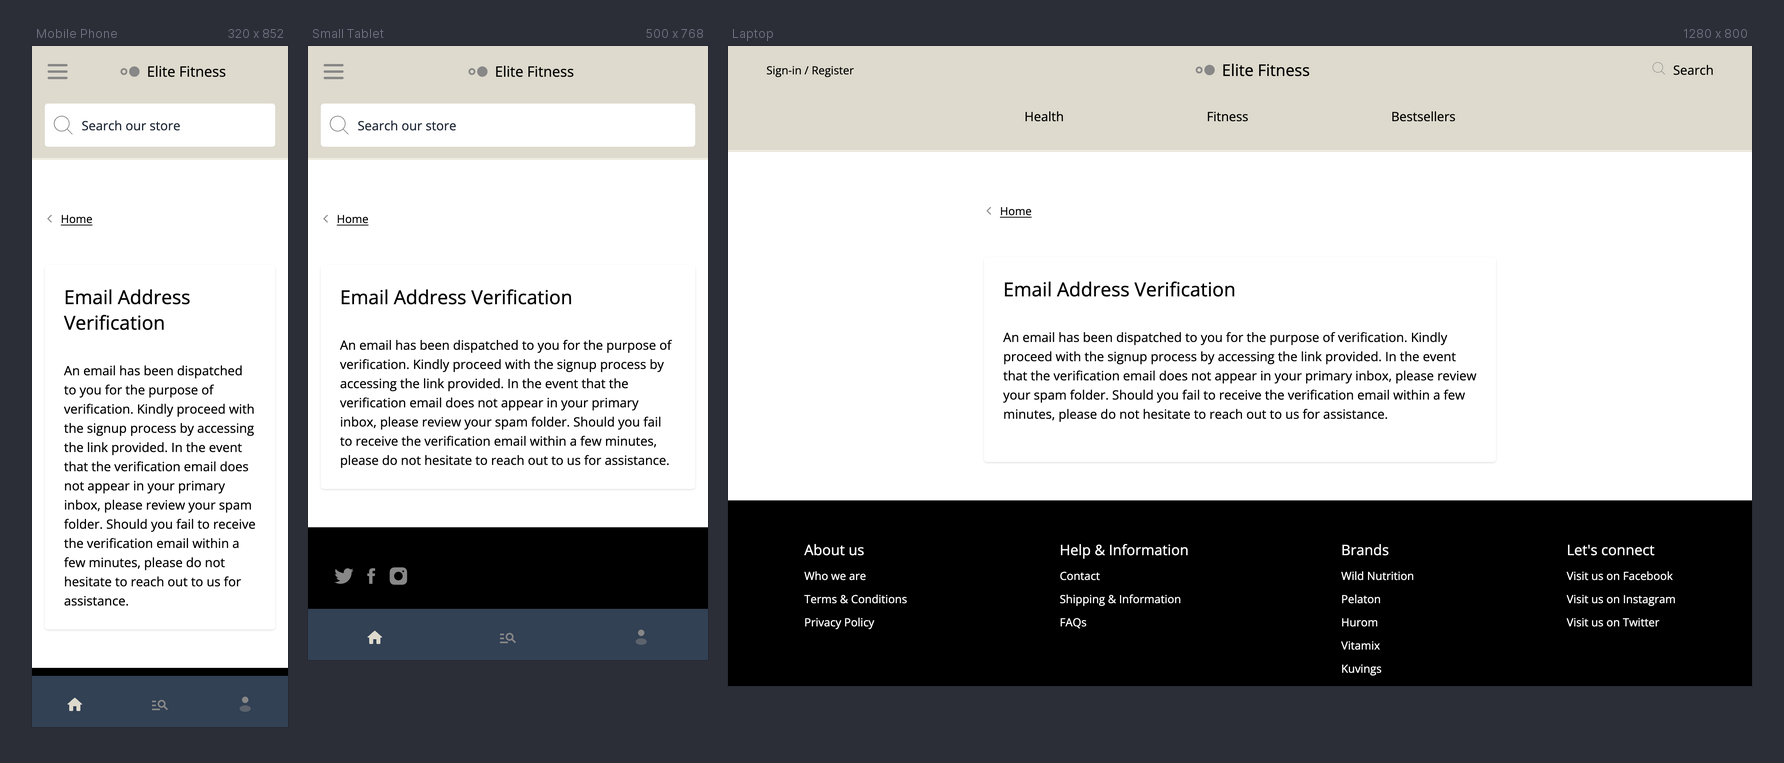 Mobile Phone 320 x 852
Elite Fitness
Search our store
Home
Email Address
Verification
An email has been dispatched
to you for the purpose of
verification. Kindly proceed with
the signup process by accessing
the link provided. In the event
that the verification email does
not appear in your primary
inbox, please review your spam
folder. Should you fail to receive
the verification email within a
few minutes, please do not
hesitate to reach out to us for
assistance.
Small Tablet 500 x 768
Elite Fitness
Search our store
Home
Email Address Verification
An email has been dispatched to you for the purpose of
verification. Kindly proceed with the signup process by
accessing the link provided. In the event that the
verification email does not appear in your primary
inbox, please review your spam folder. Should you fail
to receive the verification email within a few minutes,
please do not hesitate to reach out to us for assistance.
Laptop 1280 x 800
Sign-in / Register Elite Fitness Search
Health Fitness Bestsellers
Home
Email Address Verification
An email has been dispatched to you for the purpose of verification. Kindly
proceed with the signup process by accessing the link provided. In the event
that the verification email does not appear in your primary inbox, please review
your spam folder. Should you fail to receive the verification email within a few
minutes, please do not hesitate to reach out to us for assistance.
About us
Who we are
Terms & Conditions
Privacy Policy
Help & Information
Contact
Shipping & Information
FAQs
Brands
Wild Nutrition
Pelaton
Hurom
Vitamix
Kuvings
Let's connect
Visit us on Facebook
Visit us on Instagram
Visit us on Twitter